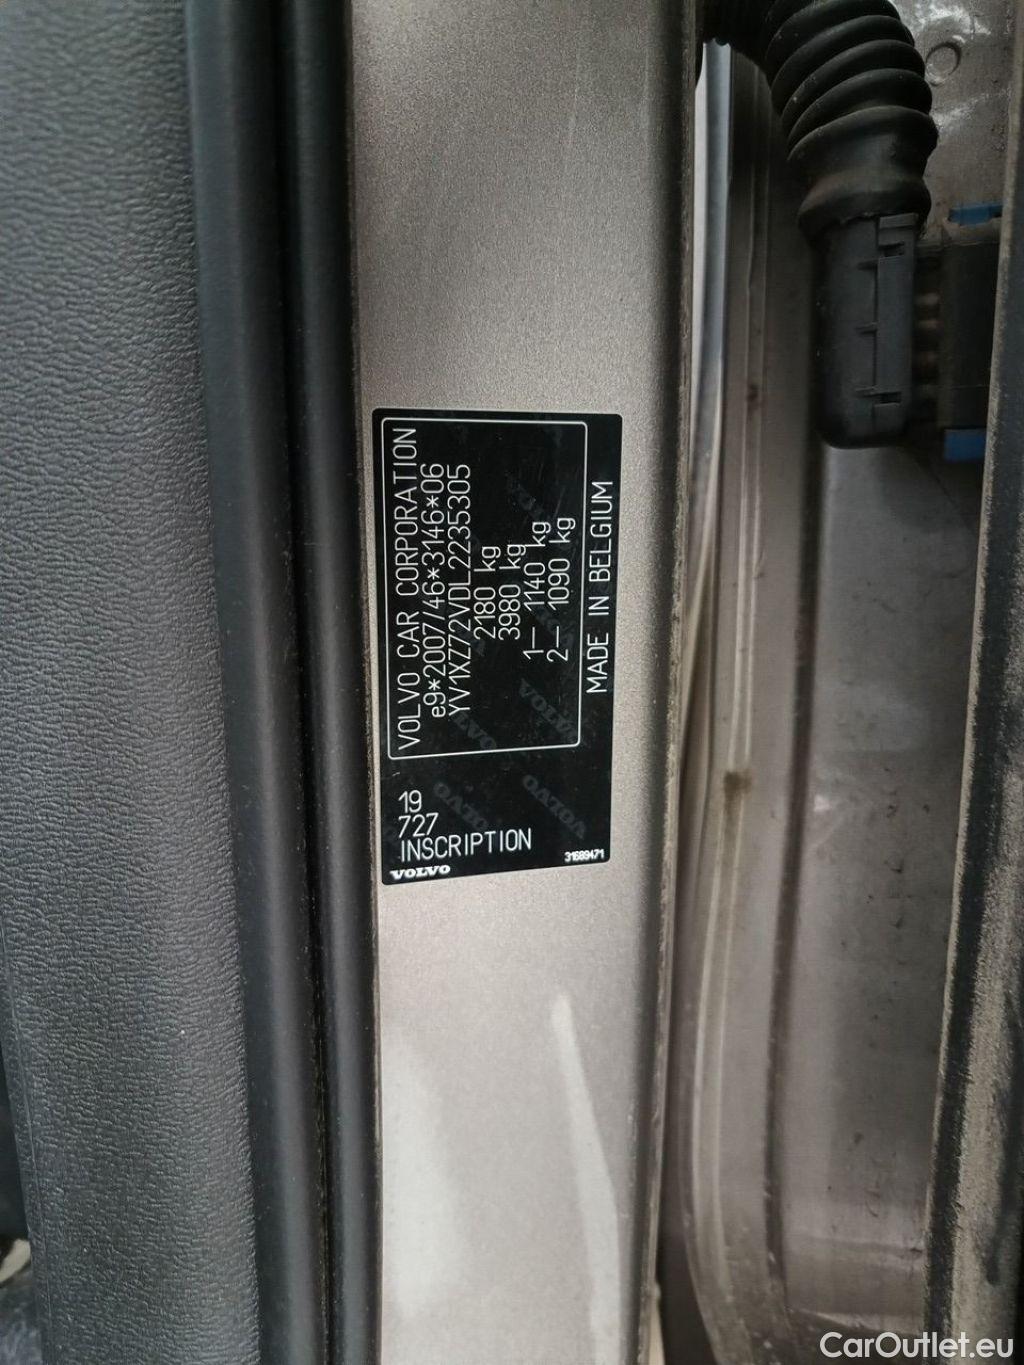 VOLVO CAR CORPORATION
e9*2007/46*3146*06
YV1XZ72VDL2235305
2180 kg
3980 kg
1— 1140 kg
2— 1090 kg
MADE IN BELGIUM
19
727
INSCRIPTION
VOLVO
31689471
CarOutlet.eu